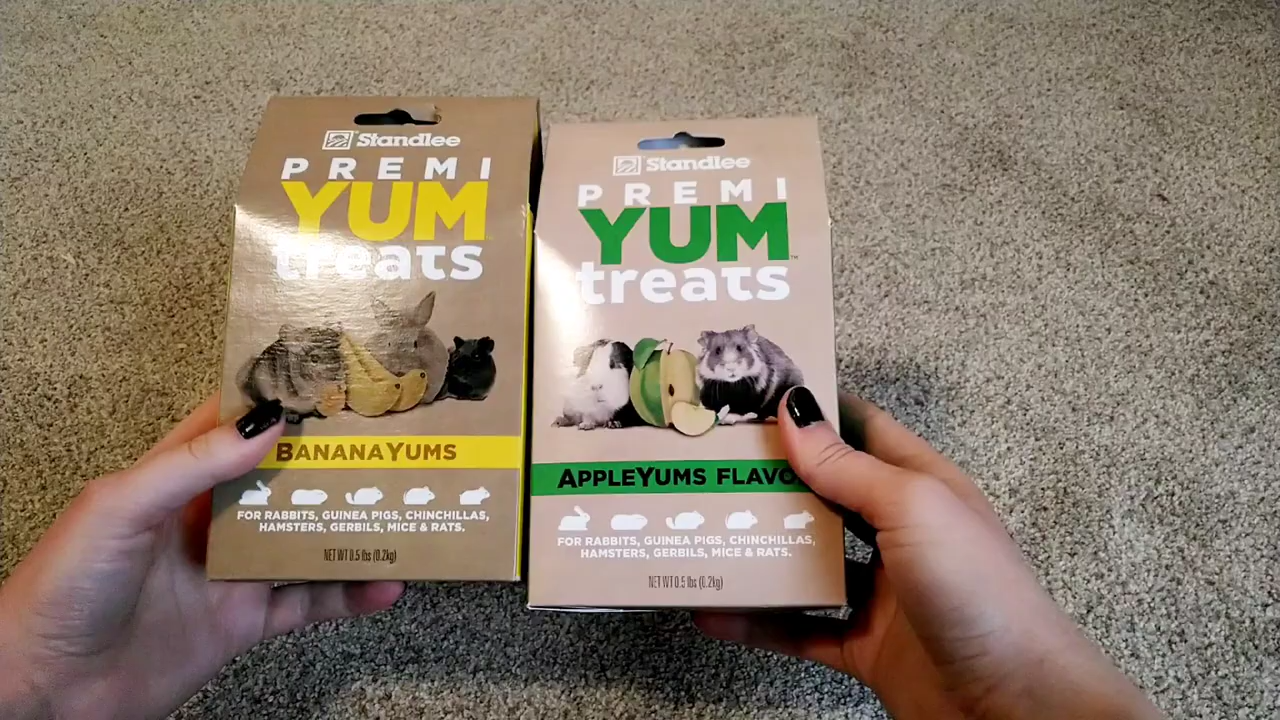 Standlee
PREMI
YUM
treats
BANANAYUMS
FOR RABBITS, GUINEA PIGS, CHINCHILLAS,
HAMSTERS, GERBILS, MICE & RATS.
NET WT 0.5 lbs (0.2kg)
Standlee
PREMI
YUM™
treats
APPLEYUMS FLAVO
FOR RABBITS, GUINEA PIGS, CHINCHILLAS,
HAMSTERS, GERBILS, MICE & RATS.
NET WT 0.5 lbs (0.2kg)